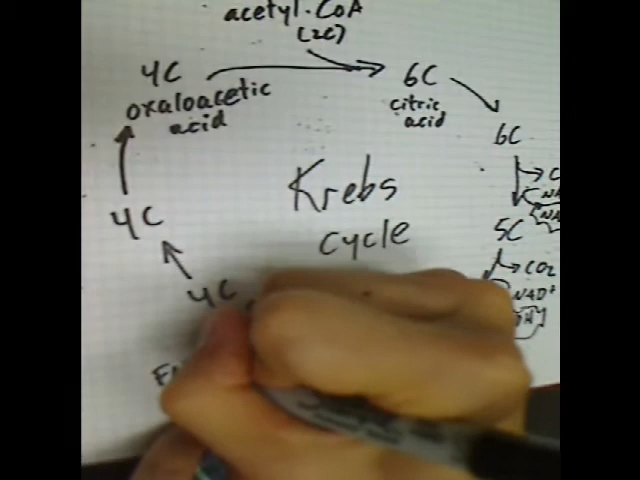 acetyl-CoA
(2C)
4C
oxaloacetic
acid
6C
citric
acid
6C
5C
CO2
NAD+
4C
4C
Krebs
cycle